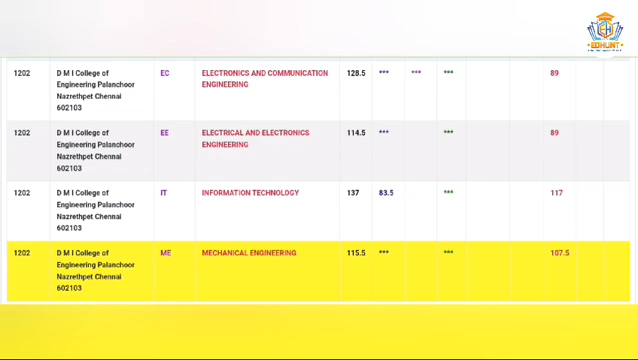 EDHUNT
1202 D M I College of EC ELECTRONICS AND COMMUNICATION 128.5 *** *** *** 89
Engineering Palanchoor ENGINEERING
Nazrethpet Chennai
602103
1202 D M I College of EE ELECTRICAL AND ELECTRONICS 114.5 *** *** 89
Engineering Palanchoor ENGINEERING
Nazrethpet Chennai
602103
1202 D M I College of IT INFORMATION TECHNOLOGY 137 83.5 *** 117
Engineering Palanchoor
Nazrethpet Chennai
602103
1202 D M I College of ME MECHANICAL ENGINEERING 115.5 *** *** 107.5
Engineering Palanchoor
Nazrethpet Chennai
602103